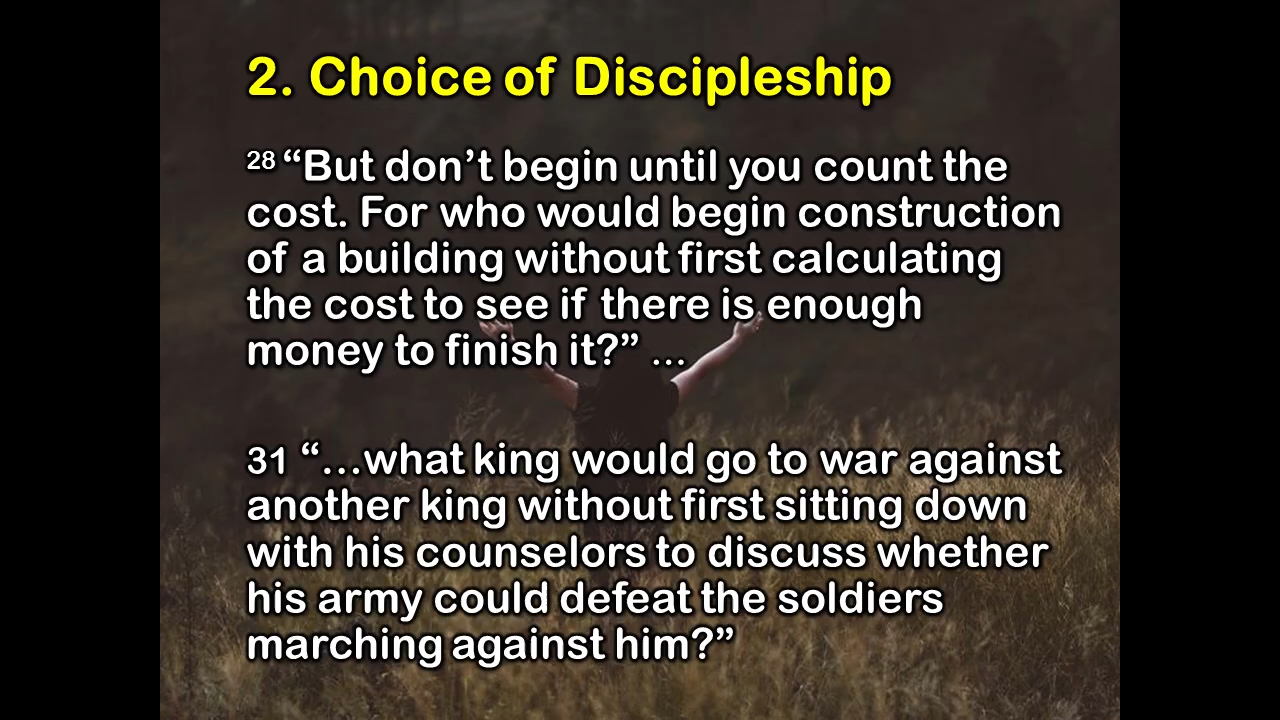 2. Choice of Discipleship
28 “But don’t begin until you count the
cost. For who would begin construction
of a building without first calculating
the cost to see if there is enough
money to finish it?” ...
31 “...what king would go to war against
another king without first sitting down
with his counselors to discuss whether
his army could defeat the soldiers
marching against him?”